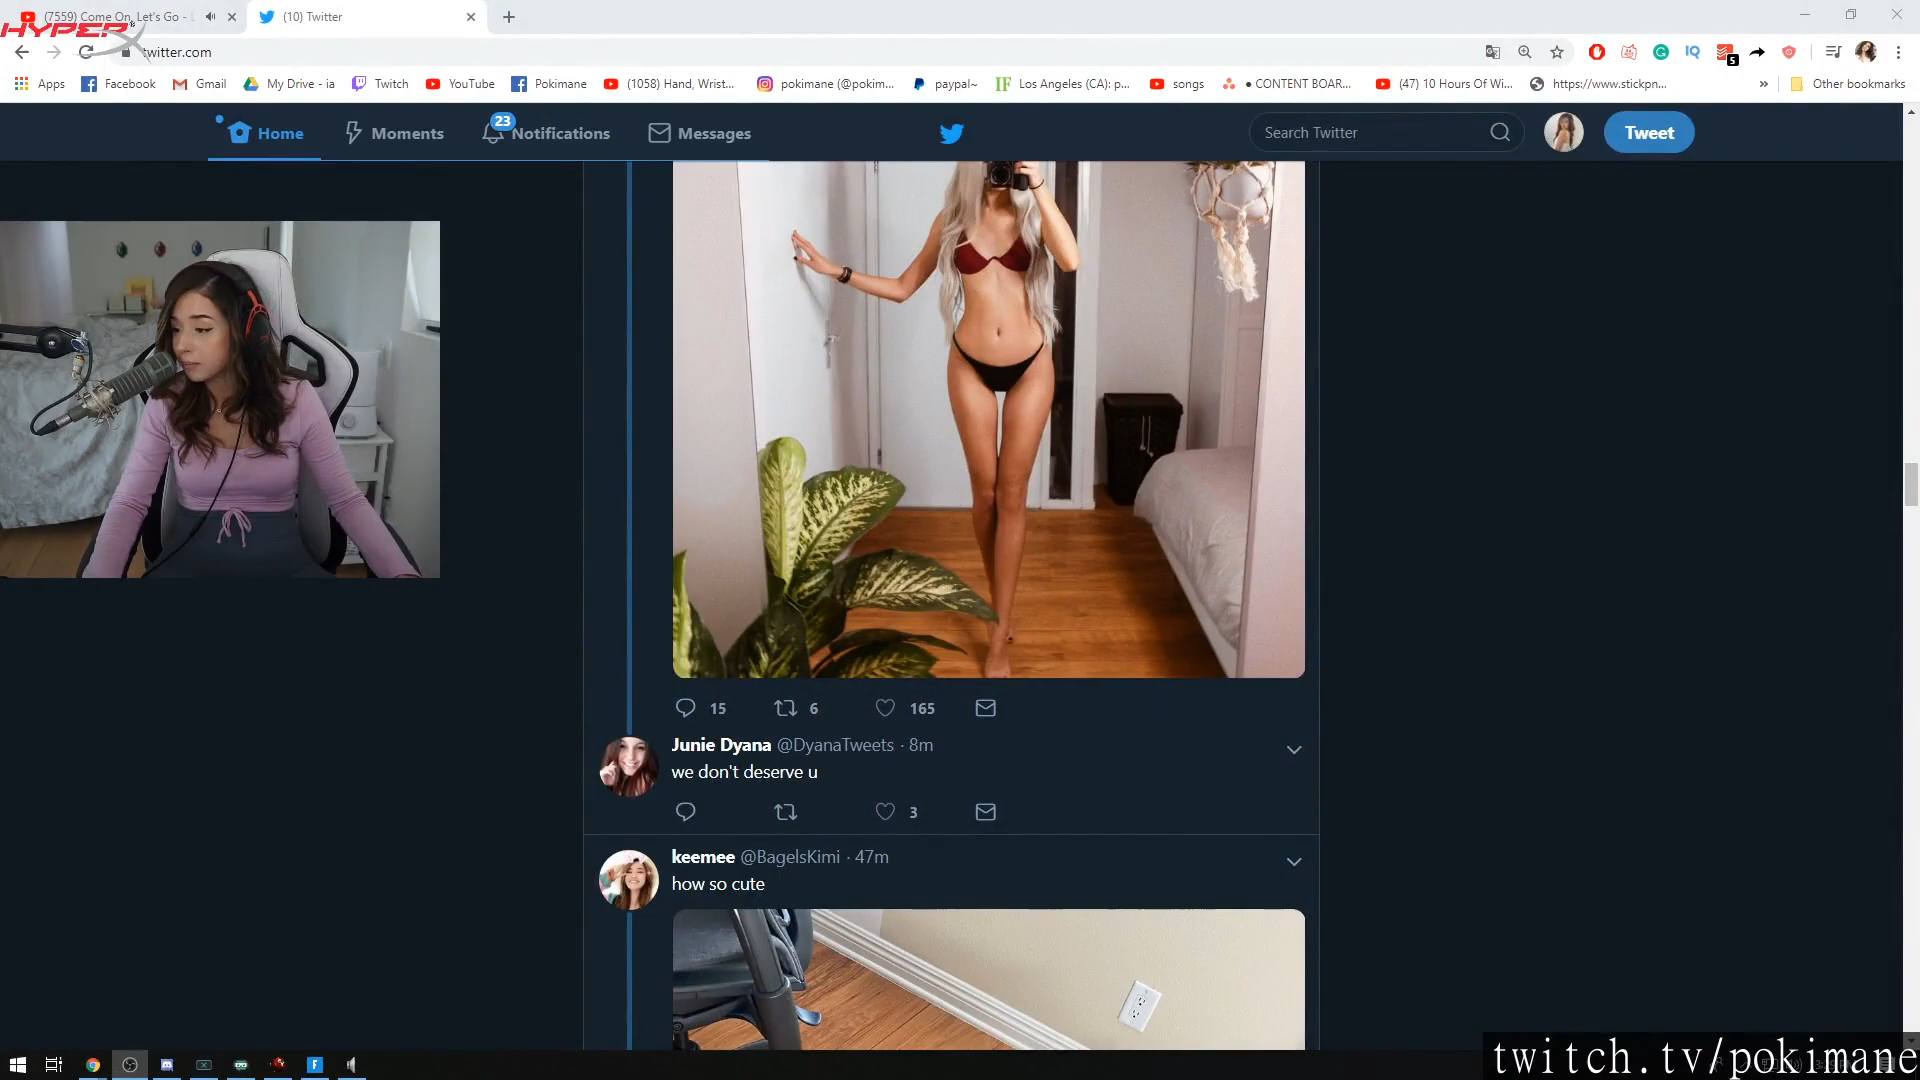 (7559) Come On, Let's Go - L
(10) Twitter
HYPERX
twitter.com
5
Apps
Facebook
Gmail
My Drive - ia
Twitch
YouTube
Pokimane
(1058) Hand, Wrist...
pokimane (@pokim...
paypal~
IF
Los Angeles (CA): p...
songs
• CONTENT BOAR...
(47) 10 Hours Of Wi...
https://www.stickpn...
»
Other bookmarks
Home
Moments
23
Notifications
Messages
Search Twitter
Tweet
15
6
165
Junie Dyana @DyanaTweets · 8m
we don't deserve u
3
keemee @BagelsKimi · 47m
how so cute
twitch.tv/pokimane